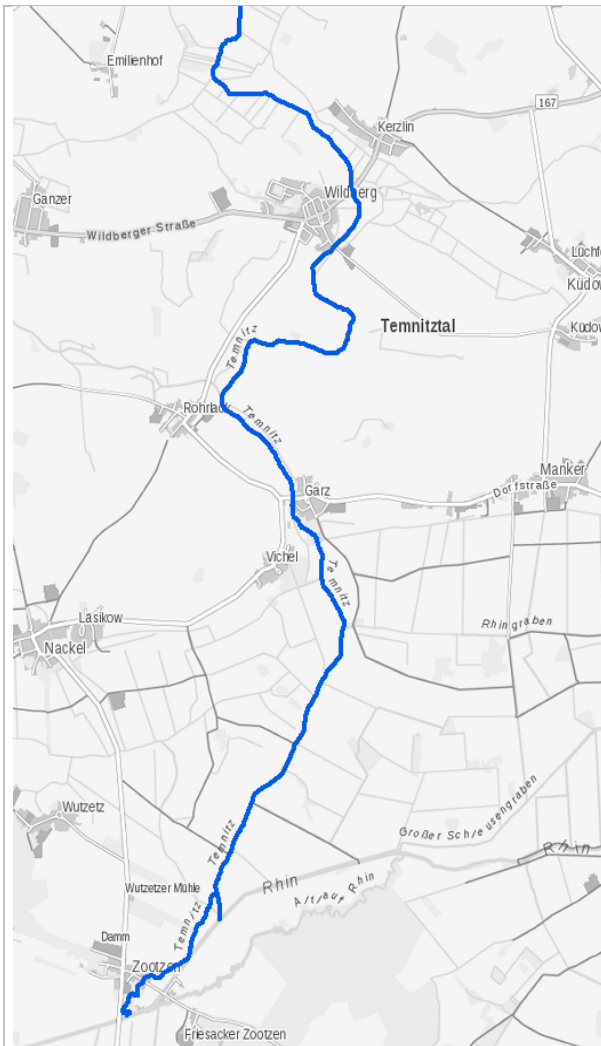 Emilienhof
167
Kerzlin
Ganzer
Wildberg
Wildberger Straße
Lüchfe
Küdow
Temnitztal
Küdow
Temnitz
Rohrlack
Temnitz
Manker
Garz
Dorfstraße
Vichel
Temnitz
Läsikow
Rhingraben
Nackel
Wutzetz
Großer Schleusengraben
Temnitz
Rhin
Rhin
Altlauf Rhin
Wutzetzer Mühle
Temnitz
Damm
Zootzen
Friesacker Zootzen